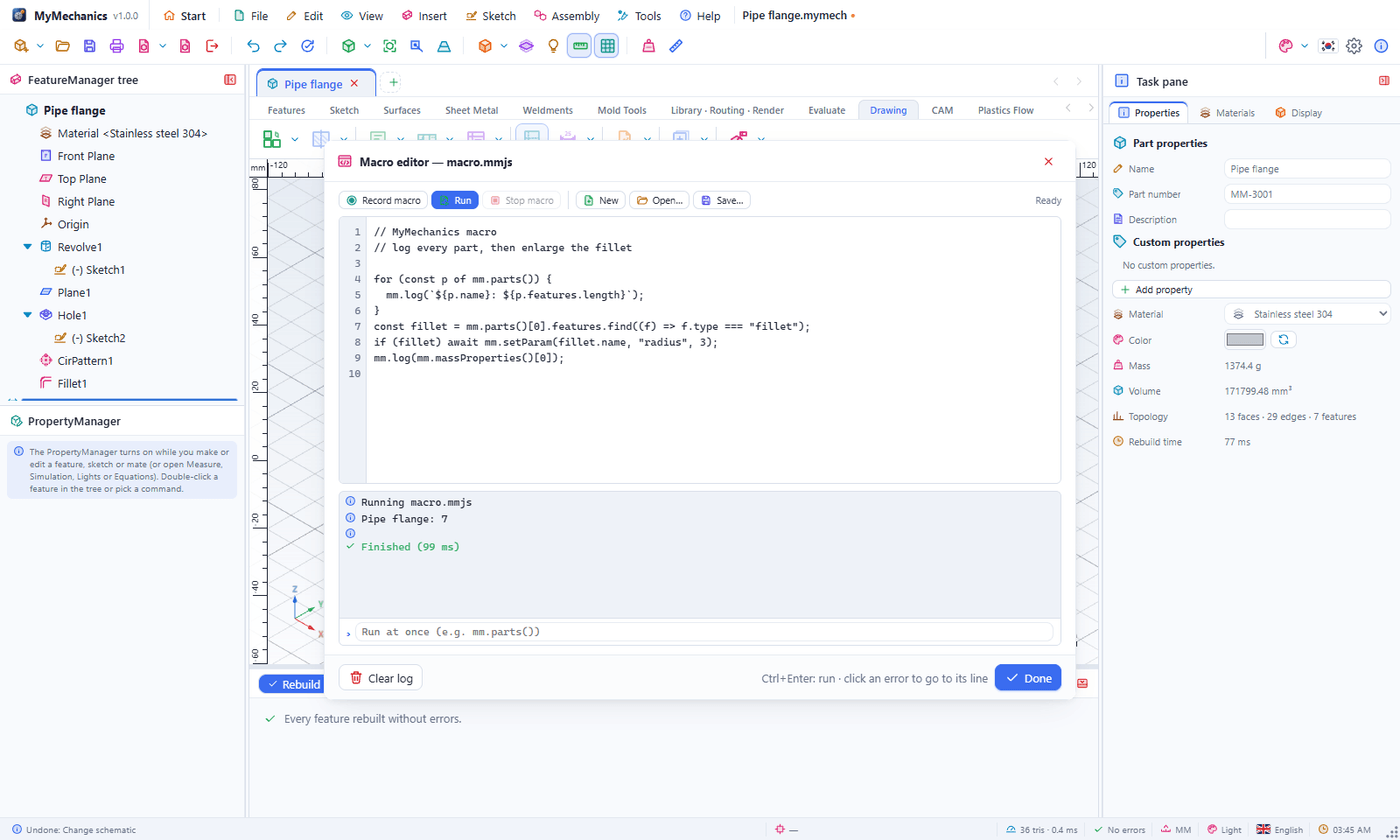 MyMechanics v1.0.0 Start File Edit View Insert Sketch Assembly Tools Help Pipe flange.mymech
FeatureManager tree
Pipe flange
Material <Stainless steel 304>
Front Plane
Top Plane
Right Plane
Origin
Revolve1
(-) Sketch1
Plane1
Hole1
(-) Sketch2
CirPattern1
Fillet1
PropertyManager
The PropertyManager turns on while you make or
edit a feature, sketch or mate (or open Measure,
Simulation, Lights or Equations). Double-click a
feature in the tree or pick a command.
Pipe flange
Features Sketch Surfaces Sheet Metal Weldments Mold Tools Library · Routing · Render Evaluate Drawing CAM Plastics Flow
mm -120 120
80
60
40
20
0
-20
-40
-60
Z
Y
X
Macro editor — macro.mmjs
Record macro Run Stop macro New Open... Save... Ready
1 // MyMechanics macro
2 // log every part, then enlarge the fillet
3
4 for (const p of mm.parts()) {
5 mm.log(`${p.name}: ${p.features.length}`);
6 }
7 const fillet = mm.parts()[0].features.find((f) => f.type === "fillet");
8 if (fillet) await mm.setParam(fillet.name, "radius", 3);
9 mm.log(mm.massProperties()[0]);
10
Running macro.mmjs
Pipe flange: 7
Finished (99 ms)
› Run at once (e.g. mm.parts())
Clear log Ctrl+Enter: run · click an error to go to its line Done
Rebuild
Every feature rebuilt without errors.
Task pane
Properties Materials Display
Part properties
Name Pipe flange
Part number MM-3001
Description
Custom properties
No custom properties.
Add property
Material Stainless steel 304
Color
Mass 1374.4 g
Volume 171799.48 mm³
Topology 13 faces · 29 edges · 7 features
Rebuild time 77 ms
Undone: Change schematic — 36 tris · 0.4 ms No errors MM Light English 03:45 AM